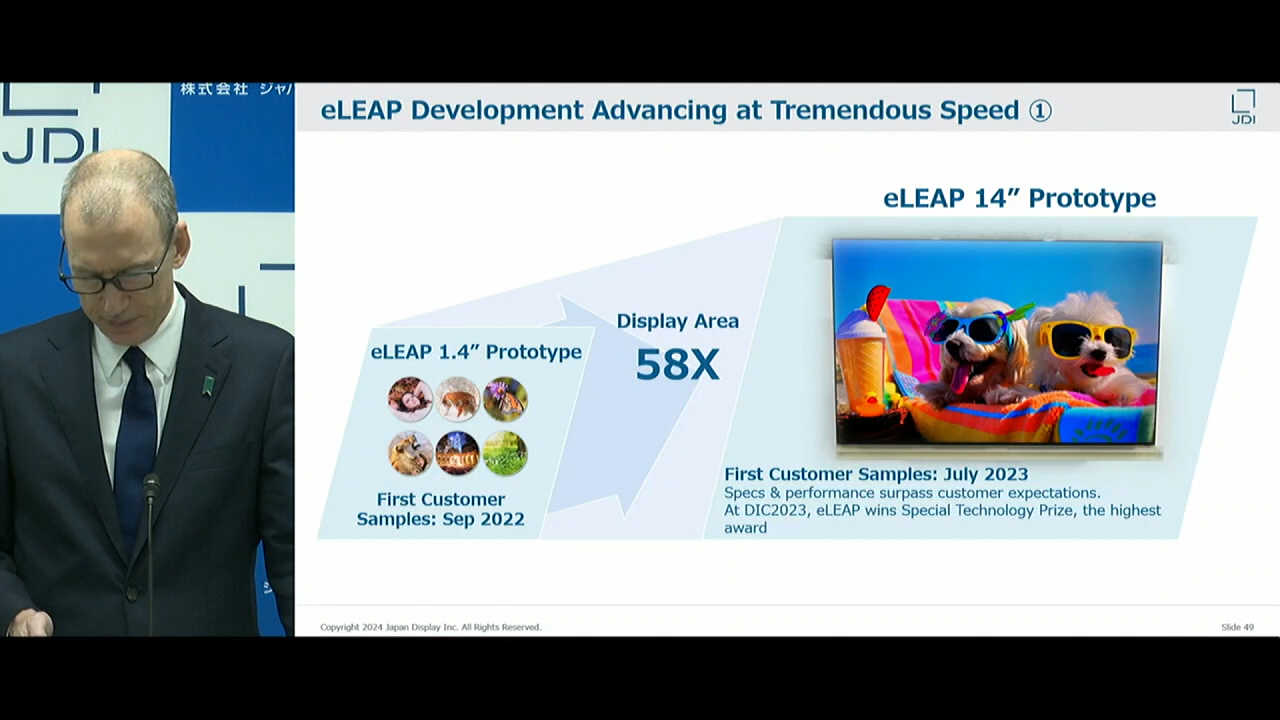 株式会社 ジャパ
JDI
eLEAP Development Advancing at Tremendous Speed ①
JDI
eLEAP 14” Prototype
Display Area
58X
eLEAP 1.4” Prototype
First Customer
Samples: Sep 2022
First Customer Samples: July 2023
Specs & performance surpass customer expectations.
At DIC2023, eLEAP wins Special Technology Prize, the highest
award
Copyright 2024 Japan Display Inc. All Rights Reserved.
Slide 49